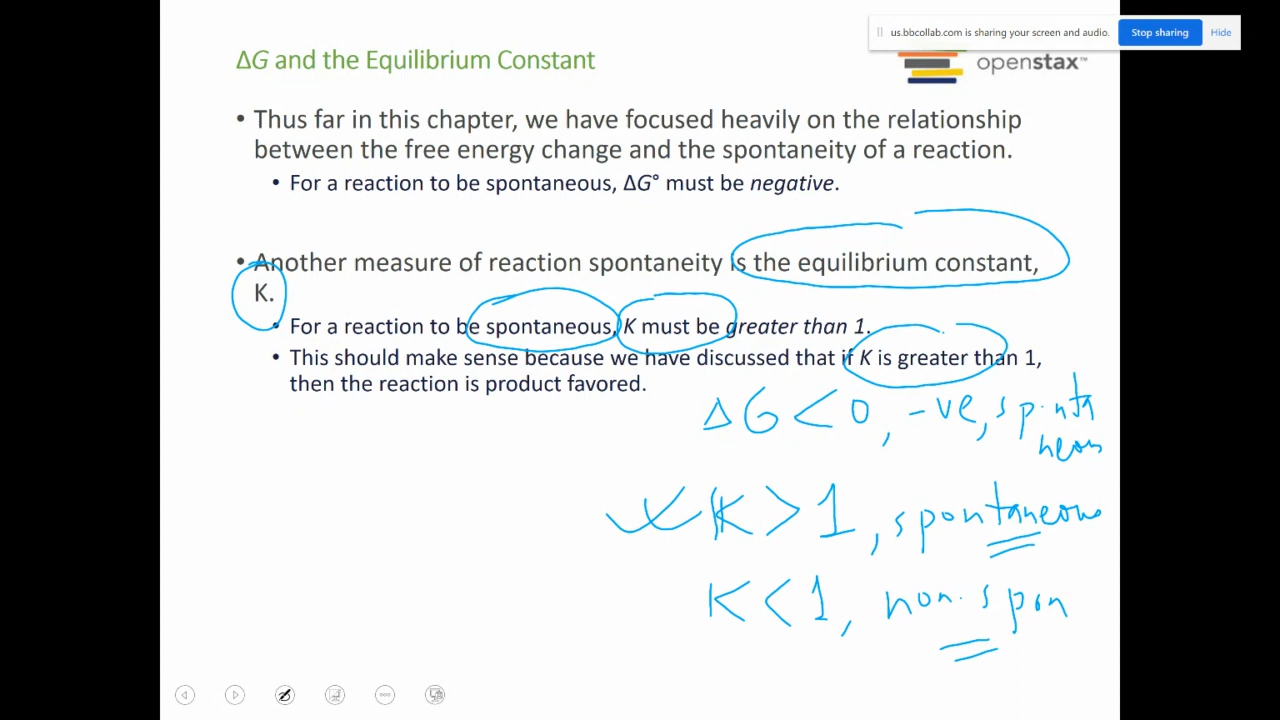 us.bbcollab.com is sharing your screen and audio. Stop sharing Hide
ΔG and the Equilibrium Constant
openstax™
• Thus far in this chapter, we have focused heavily on the relationship
between the free energy change and the spontaneity of a reaction.
• For a reaction to be spontaneous, ΔG° must be negative.
• Another measure of reaction spontaneity is the equilibrium constant,
K.
• For a reaction to be spontaneous, K must be greater than 1.
• This should make sense because we have discussed that if K is greater than 1,
then the reaction is product favored.
ΔG < 0, -ve, sponta
neous
K > 1, spontaneous
K < 1, non-spon